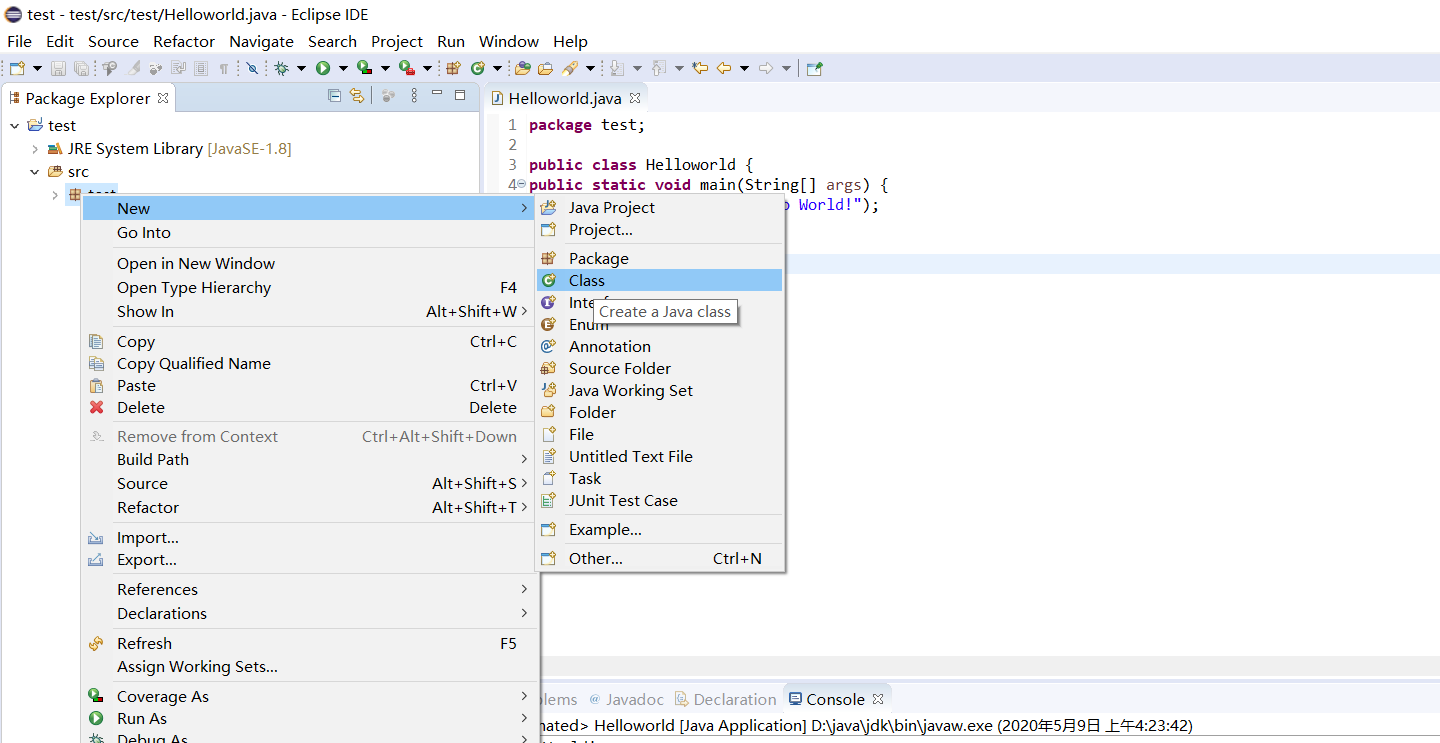 test - test/src/test/Helloworld.java - Eclipse IDE
File Edit Source Refactor Navigate Search Project Run Window Help
Package Explorer
Helloworld.java
test
JRE System Library [JavaSE-1.8]
src
1 package test;
2
3 public class Helloworld {
4 public static void main(String[] args) {
World!");
New
Go Into
Open in New Window
Open Type Hierarchy F4
Show In Alt+Shift+W
Copy Ctrl+C
Copy Qualified Name
Paste Ctrl+V
Delete Delete
Remove from Context Ctrl+Alt+Shift+Down
Build Path
Source Alt+Shift+S
Refactor Alt+Shift+T
Import...
Export...
References
Declarations
Refresh F5
Assign Working Sets...
Coverage As
Run As
Debug As
Java Project
Project...
Package
Class
Create a Java class
Enum
Annotation
Source Folder
Java Working Set
Folder
File
Untitled Text File
Task
JUnit Test Case
Example...
Other... Ctrl+N
blems @ Javadoc Declaration Console
nated> Helloworld [Java Application] D:\java\jdk\bin\javaw.exe (2020年5月9日 上午4:23:42)